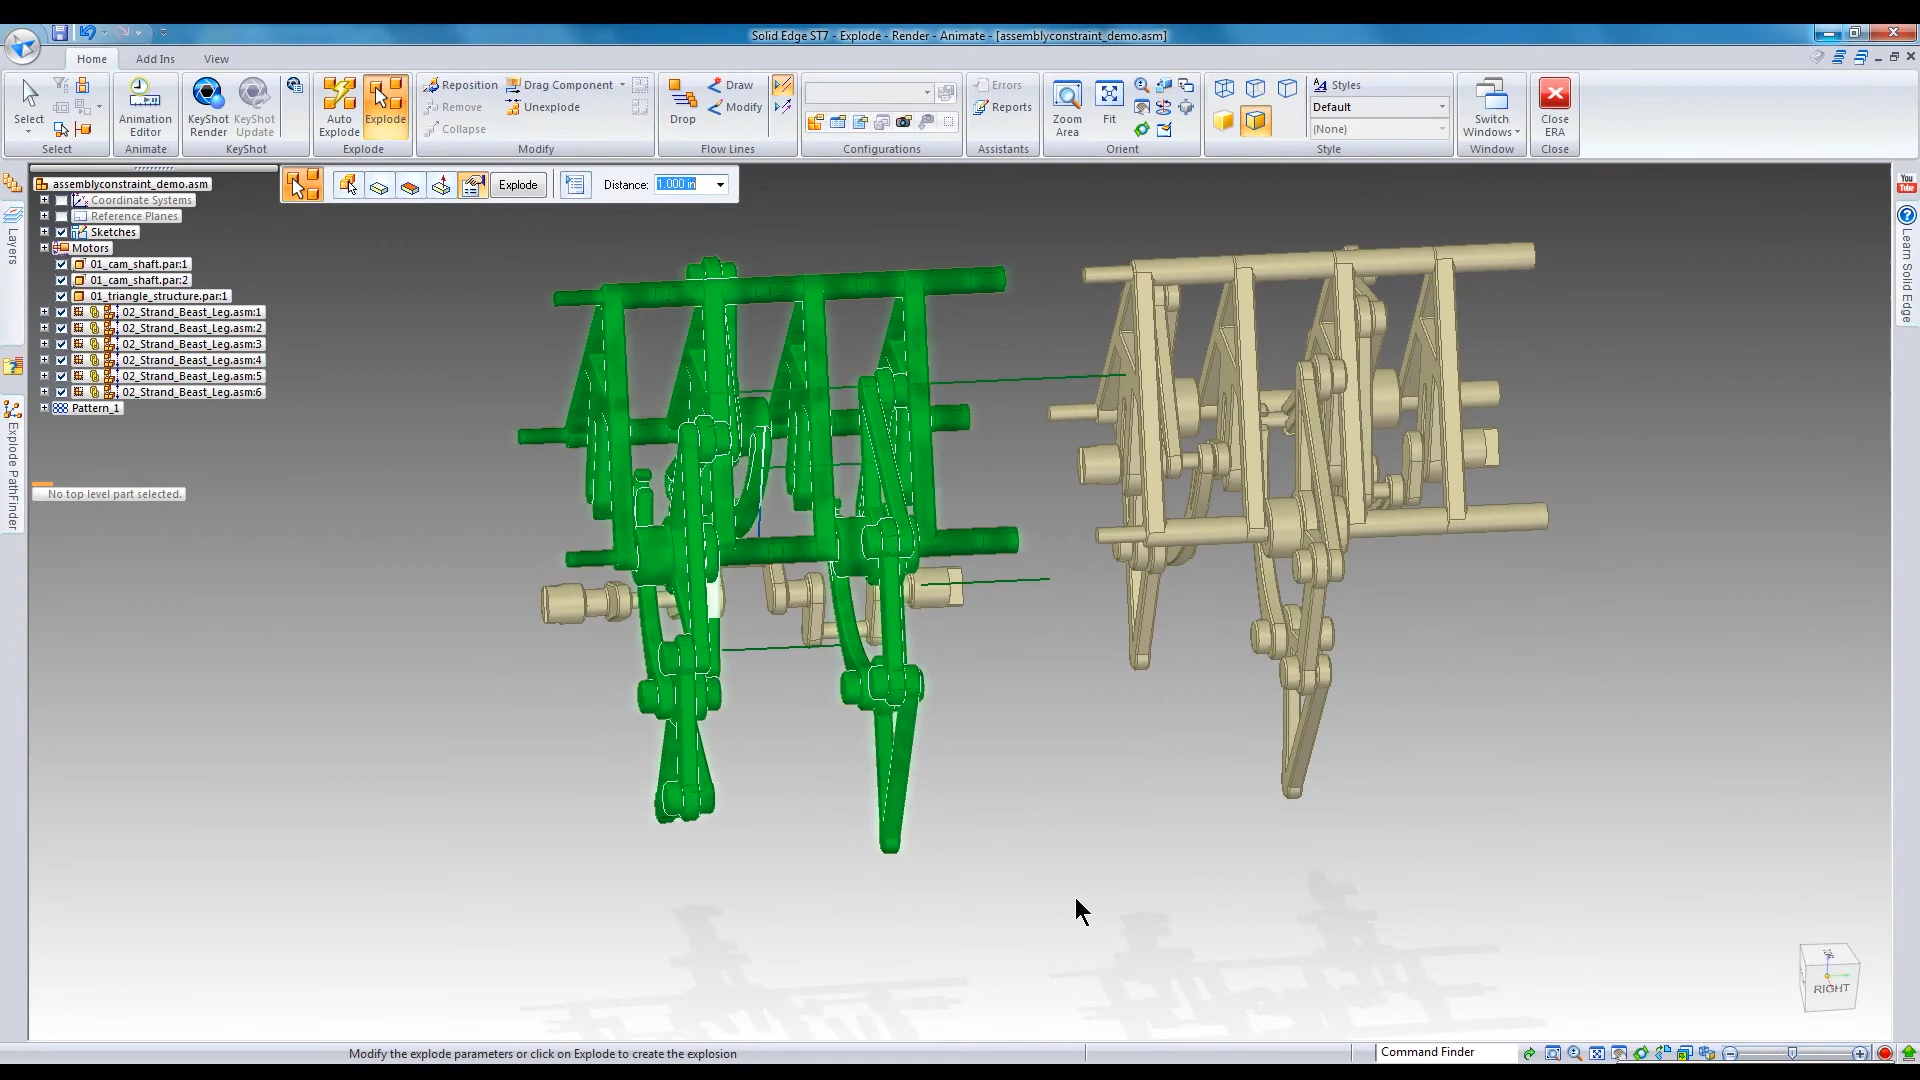 Solid Edge ST7 - Explode - Render - Animate - [assemblyconstraint_demo.asm]
Home
Add Ins
View
Select
Animation Editor
KeyShot Render
KeyShot Update
Auto Explode
Explode
Reposition
Remove
Collapse
Drag Component
Unexplode
Drop
Draw
Modify
Errors
Reports
Zoom Area
Fit
Styles
Default
(None)
Switch Windows
Close ERA
Select
Animate
KeyShot
Explode
Modify
Flow Lines
Configurations
Assistants
Orient
Style
Window
Close
Explode
Distance:
1.000 in
assemblyconstraint_demo.asm
Coordinate Systems
Reference Planes
Sketches
Motors
01_cam_shaft.par:1
01_cam_shaft.par:2
01_triangle_structure.par:1
02_Strand_Beast_Leg.asm:1
02_Strand_Beast_Leg.asm:2
02_Strand_Beast_Leg.asm:3
02_Strand_Beast_Leg.asm:4
02_Strand_Beast_Leg.asm:5
02_Strand_Beast_Leg.asm:6
Pattern_1
No top level part selected.
Layers
Explode PathFinder
You Tube
Learn Solid Edge
RIGHT
Modify the explode parameters or click on Explode to create the explosion
Command Finder